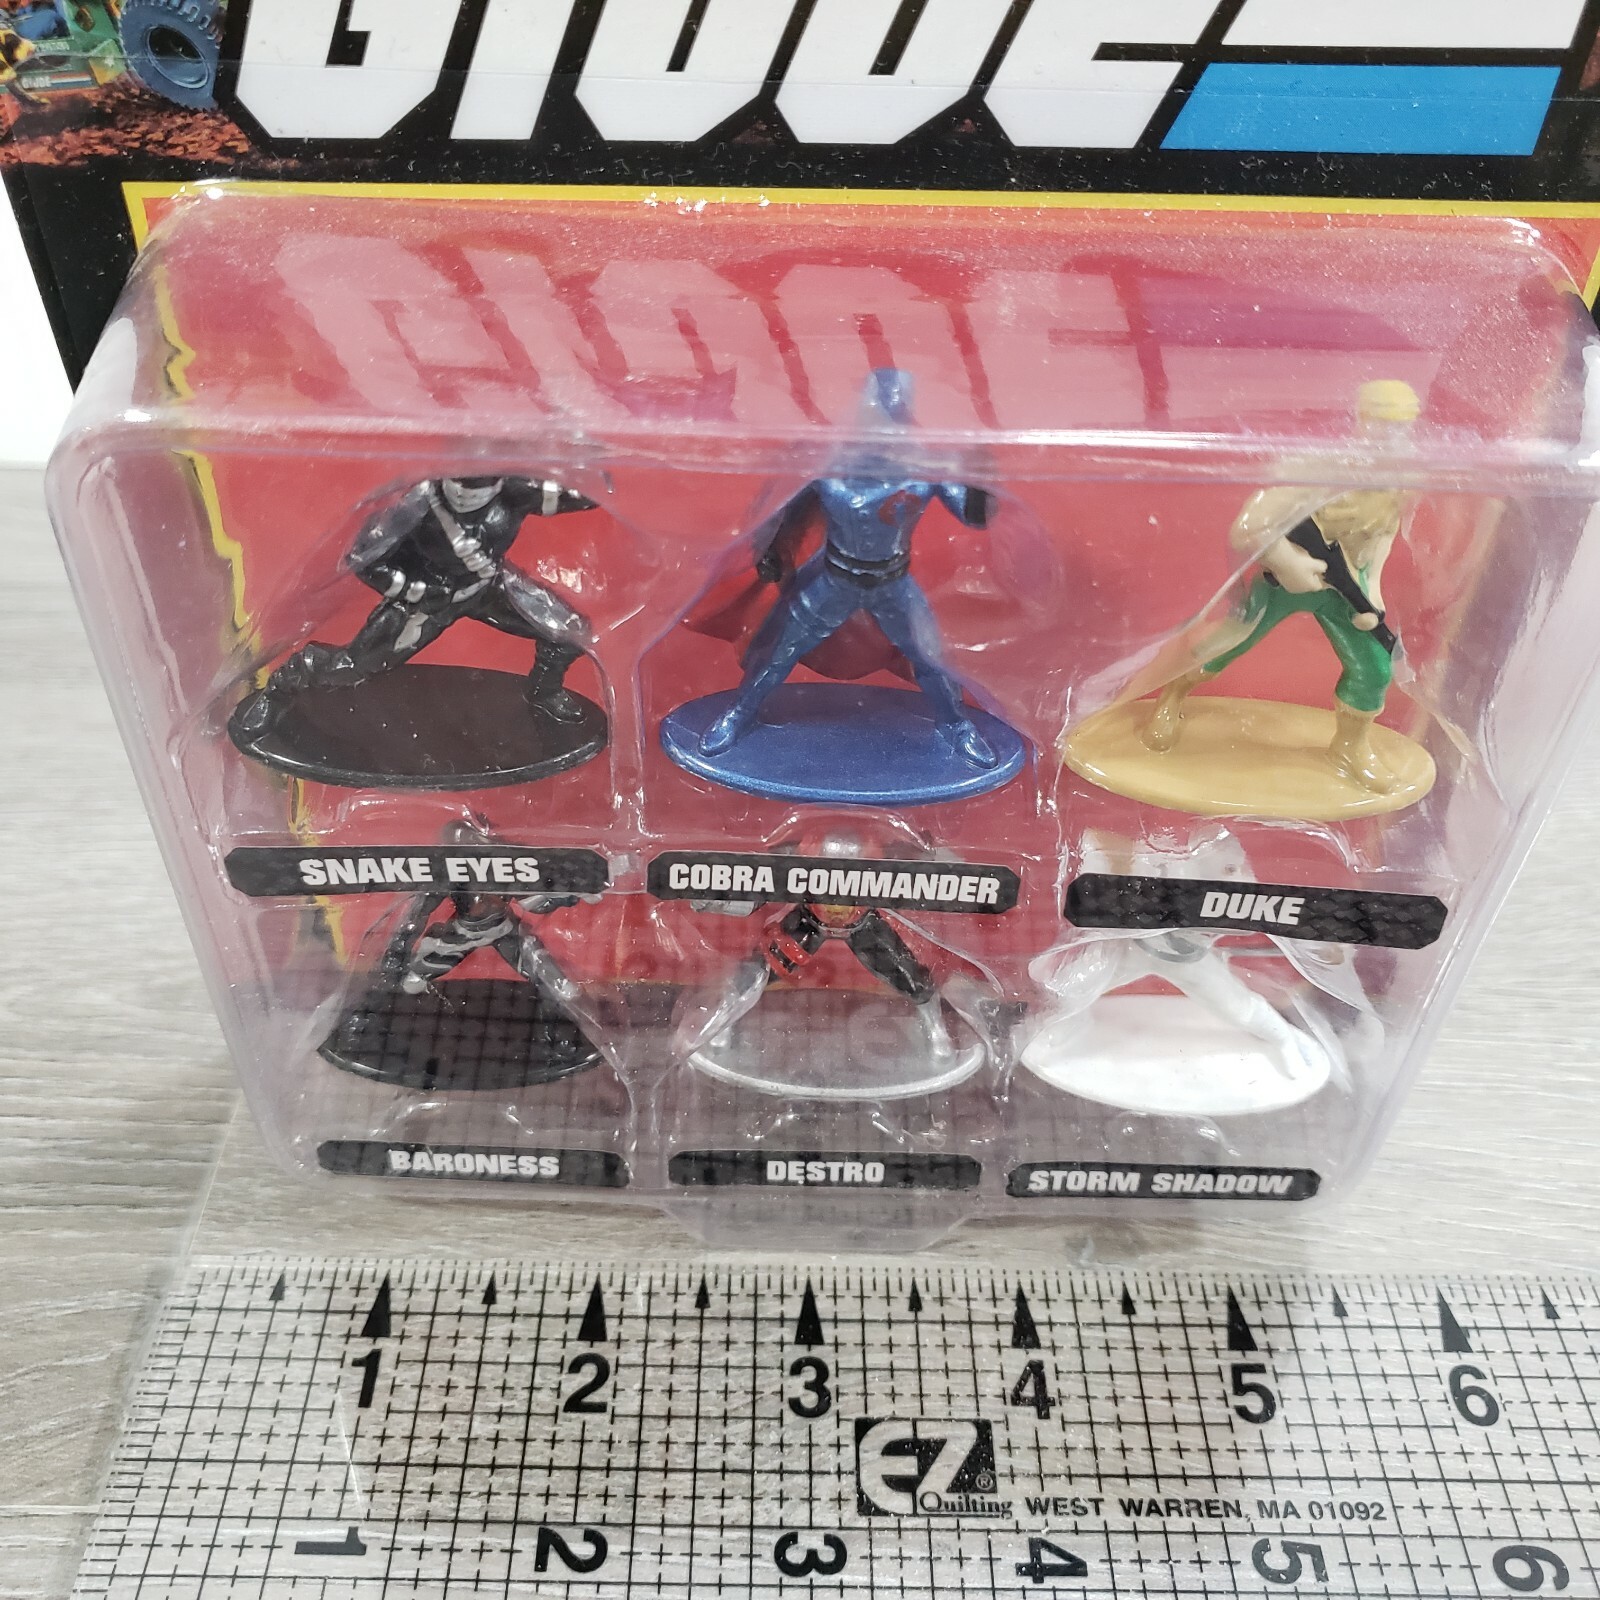 GI JOE
SNAKE EYES
COBRA COMMANDER
DUKE
BARONESS
DESTRO
STORM SHADOW
1 2 3 4 5 6
EZ ®
Quilting WEST WARREN, MA 01092
1 2 3 4 5 6